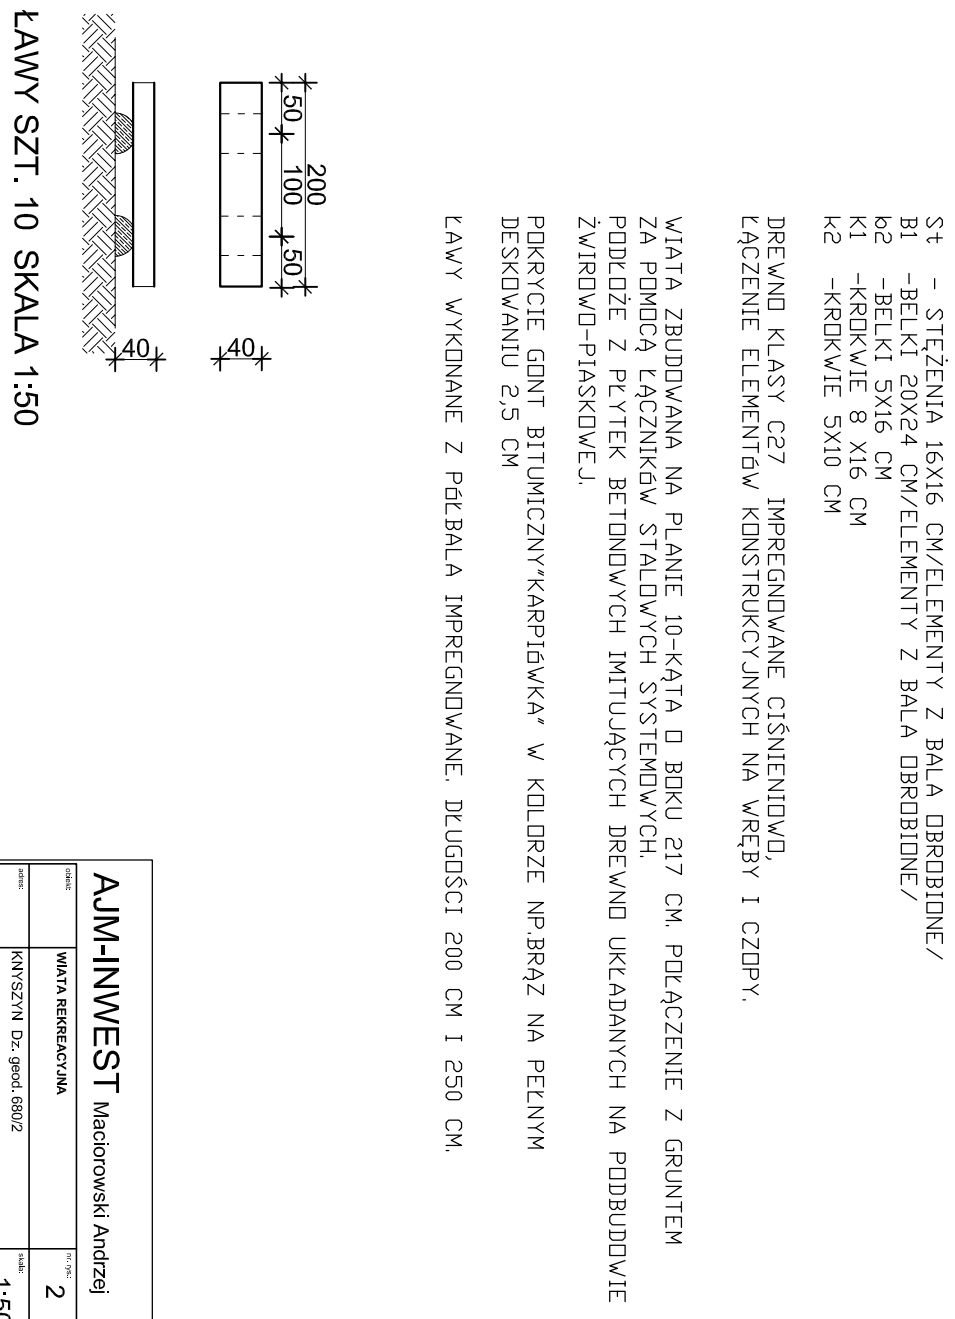 St - STĘŻENIA 16X16 CM/ELEMENTY Z BALA OBROBIONE/
B1 -BELKI 20X24 CM/ELEMENTY Z BALA OBROBIONE/
b2 -BELKI 5X16 CM
K1 -KROKWIE 8 X16 CM
k2 -KROKWIE 5X10 CM
DREWNO KLASY C27 IMPREGNOWANE CIŚNIENIOWO,
ŁĄCZENIE ELEMENTÓW KONSTRUKCYJNYCH NA WRĘBY I CZOPY.
WIATA ZBUDOWANA NA PLANIE 10-KĄTA O BOKU 217 CM. POŁĄCZENIE Z GRUNTEM
ZA POMOCĄ ŁĄCZNIKÓW STALOWYCH SYSTEMOWYCH.
PODŁOŻE Z PŁYTEK BETONOWYCH IMITUJĄCYCH DREWNO UKŁADANYCH NA PODBUDOWIE
ŻWIROWO-PIASKOWEJ.
POKRYCIE GONT BITUMICZNY"KARPIÓWKA" W KOLORZE NP.BRĄZ NA PEŁNYM
DESKOWANIU 2,5 CM
ŁAWY WYKONANE Z PÓŁBALA IMPREGNOWANE. DŁUGOŚCI 200 CM I 250 CM.
200
50 100 50
40
40
ŁAWY SZT. 10 SKALA 1:50
AJM-INWEST Maciorowski Andrzej
obiekt: WIATA REKREACYJNA nr. rys.: 2
adres: KNYSZYN Dz. geod. 680/2 skala: 1:50